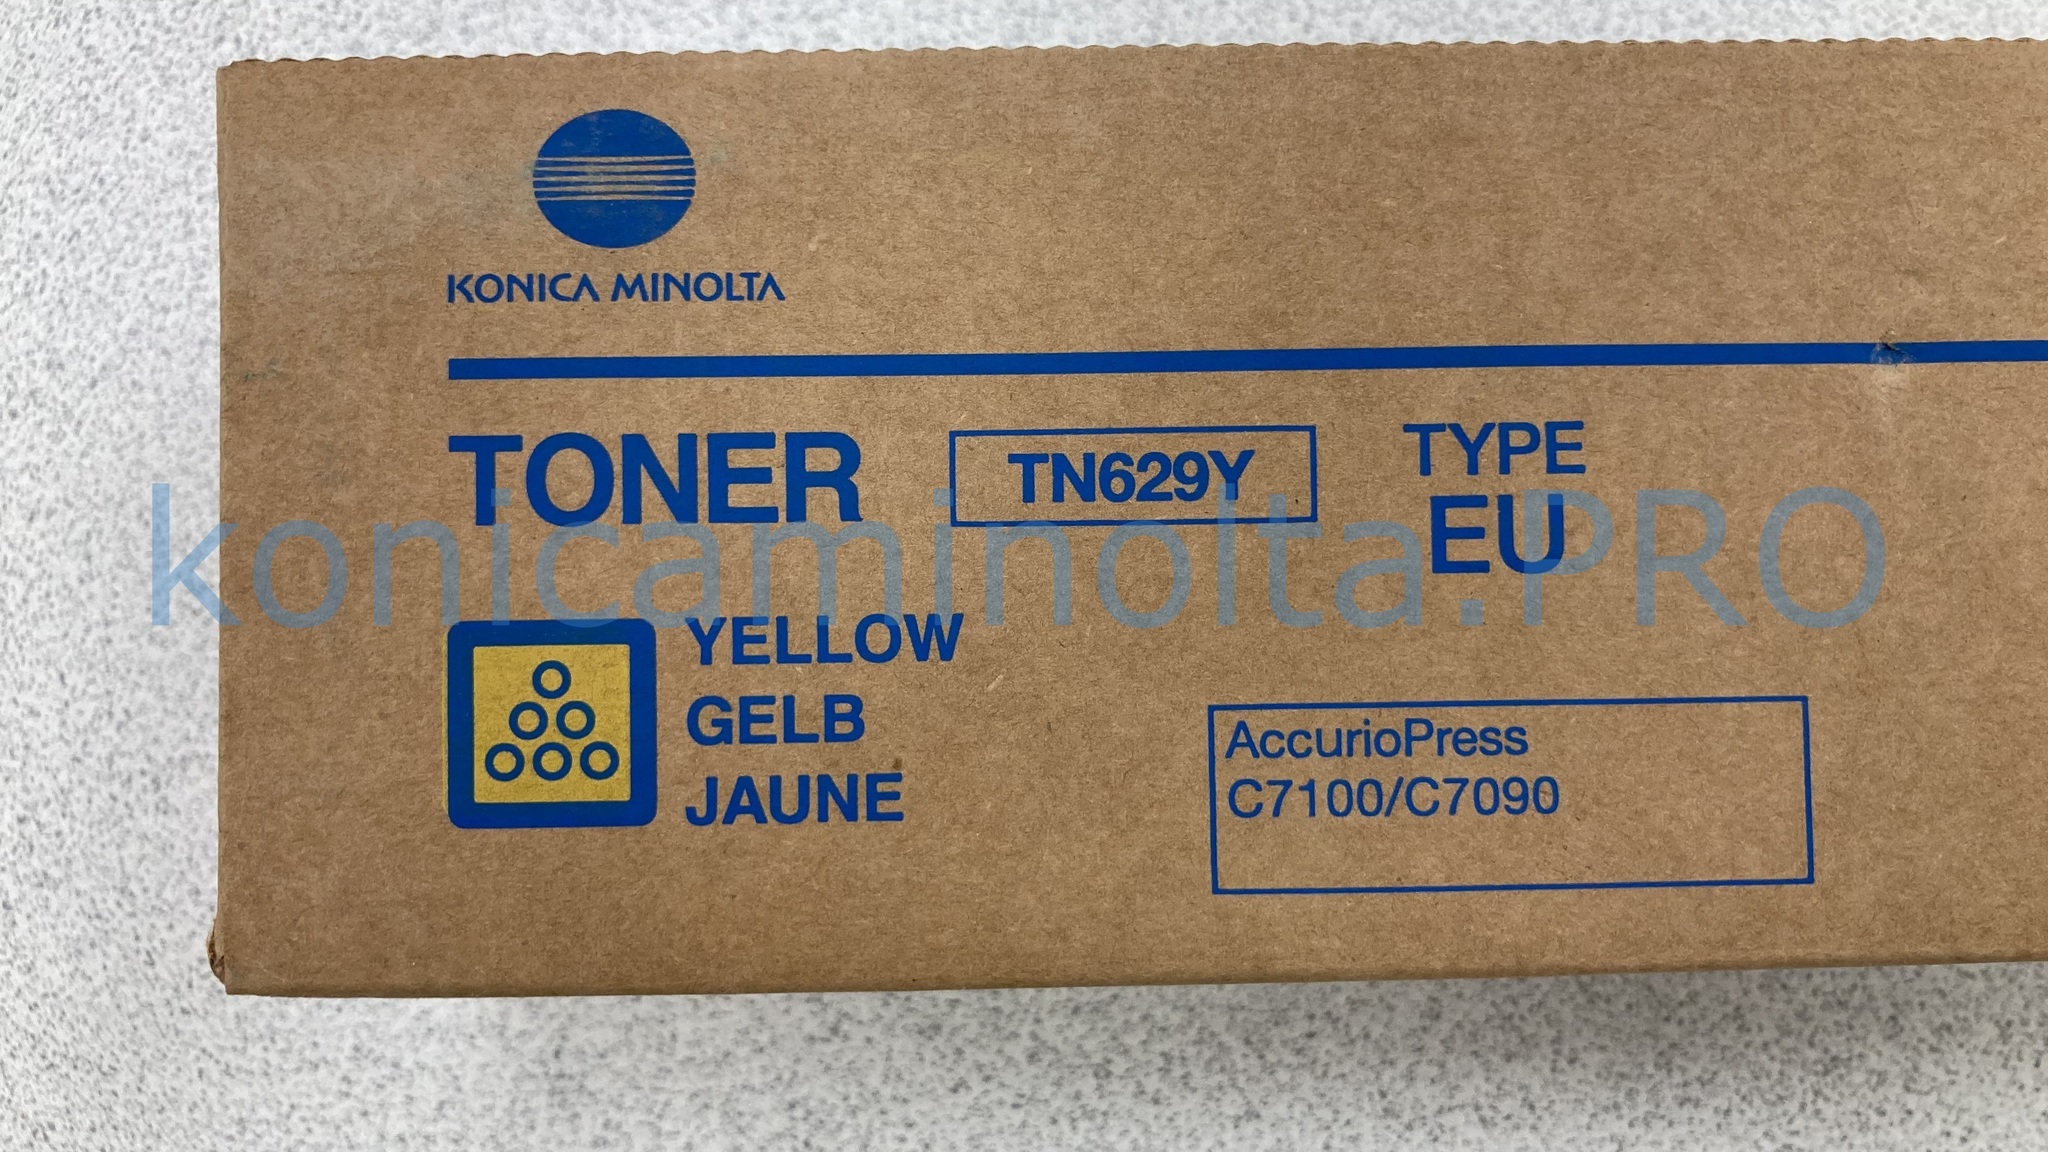 KONICA MINOLTA
TONER TN629Y TYPE
EU
konicaminolta.PRO
YELLOW
GELB
JAUNE
AccurioPress
C7100/C7090